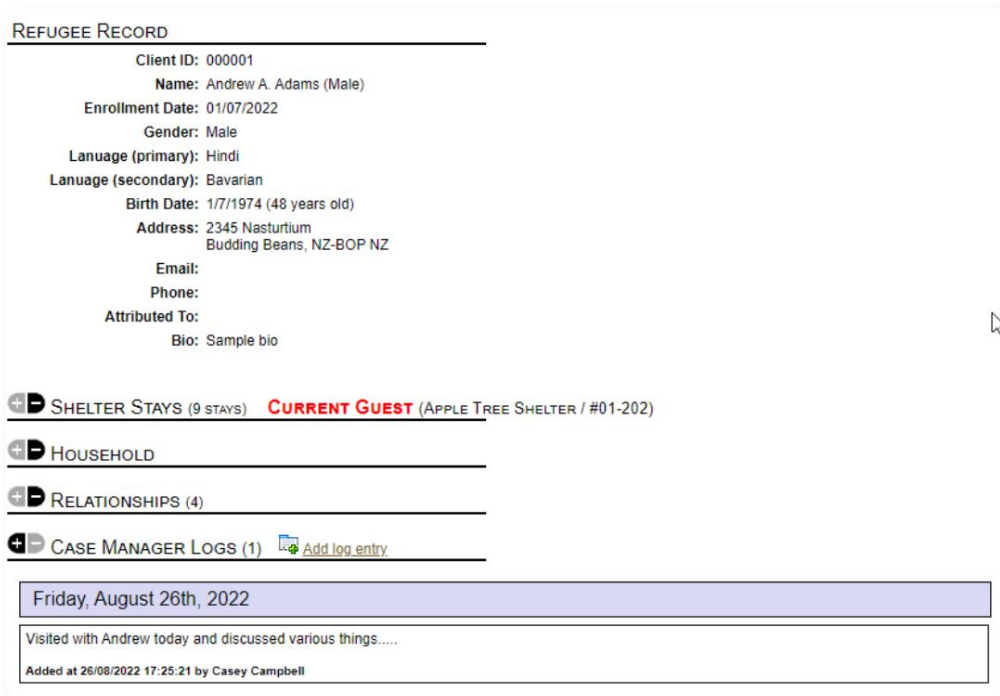 REFUGEE RECORD
Client ID: 000001
Name: Andrew A. Adams (Male)
Enrollment Date: 01/07/2022
Gender: Male
Lanuage (primary): Hindi
Lanuage (secondary): Bavarian
Birth Date: 1/7/1974 (48 years old)
Address: 2345 Nasturtium
Budding Beans, NZ-BOP NZ
Email:
Phone:
Attributed To:
Bio: Sample bio
SHELTER STAYS (9 STAYS) CURRENT GUEST (APPLE TREE SHELTER / #01-202)
HOUSEHOLD
RELATIONSHIPS (4)
CASE MANAGER LOGS (1) Add log entry
Friday, August 26th, 2022
Visited with Andrew today and discussed various things.....
Added at 26/08/2022 17:25:21 by Casey Campbell